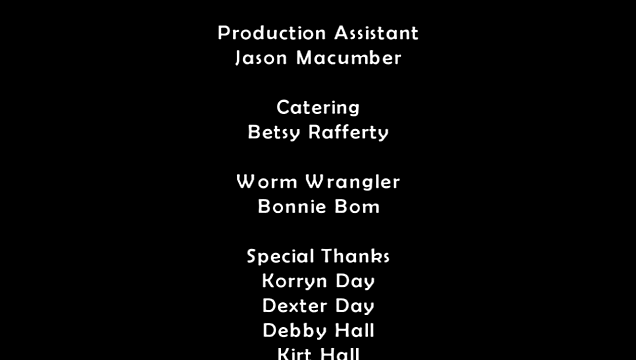 Production Assistant
Jason Macumber
Catering
Betsy Rafferty
Worm Wrangler
Bonnie Bom
Special Thanks
Korryn Day
Dexter Day
Debby Hall
Kirt Hall